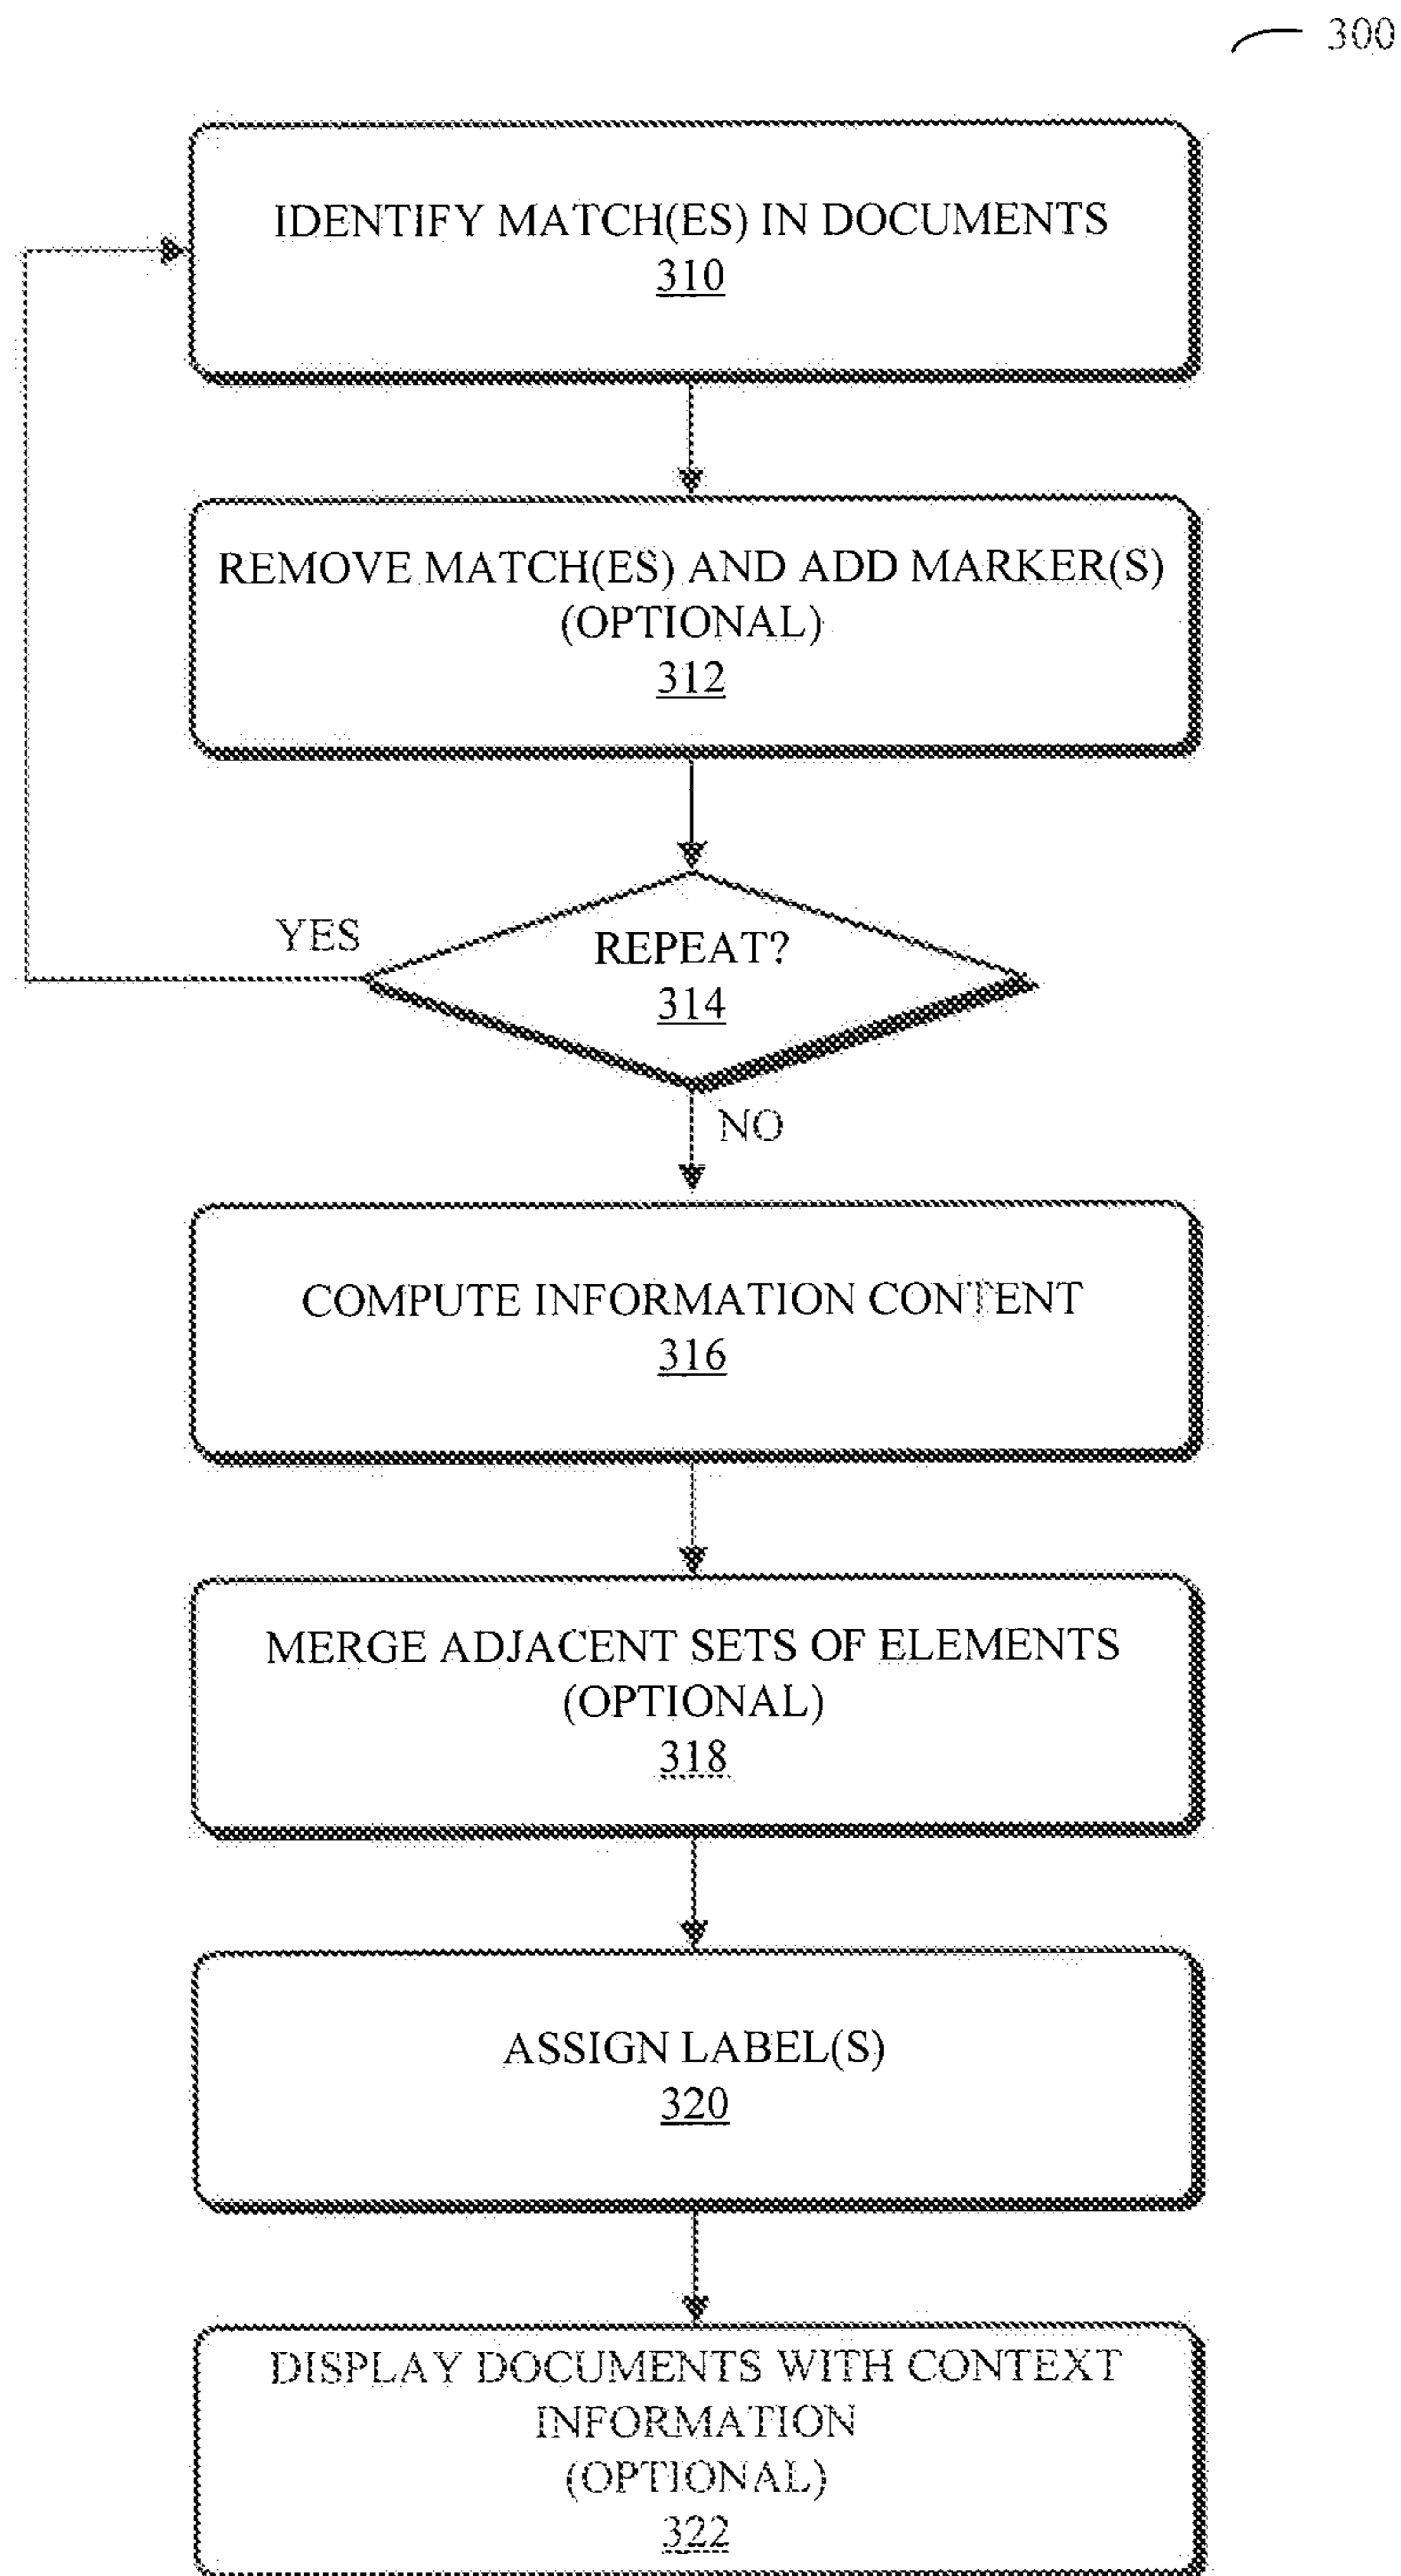 300
IDENTIFY MATCH(ES) IN DOCUMENTS
310
REMOVE MATCH(ES) AND ADD MARKER(S)
(OPTIONAL)
312
YES
REPEAT?
314
NO
COMPUTE INFORMATION CONTENT
316
MERGE ADJACENT SETS OF ELEMENTS
(OPTIONAL)
318
ASSIGN LABEL(S)
320
DISPLAY DOCUMENTS WITH CONTEXT
INFORMATION
(OPTIONAL)
322